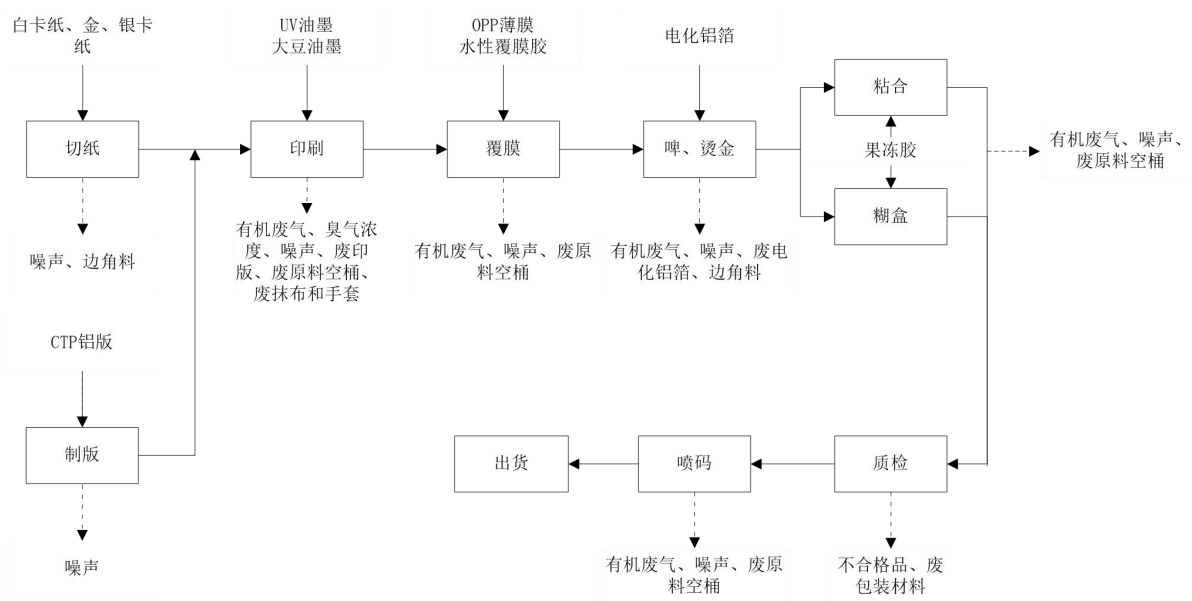 白卡纸、金、银卡
纸
UV油墨
大豆油墨
OPP薄膜
水性覆膜胶
电化铝箔
切纸
印刷
覆膜
啤、烫金
粘合
果冻胶
糊盒
有机废气、噪声、
废原料空桶
噪声、边角料
有机废气、臭气浓
度、噪声、废印
版、废原料空桶、
废抹布和手套
有机废气、噪声、废原
料空桶
有机废气、噪声、废电
化铝箔、边角料
CTP铝版
制版
噪声
出货
喷码
质检
有机废气、噪声、废原
料空桶
不合格品、废
包装材料